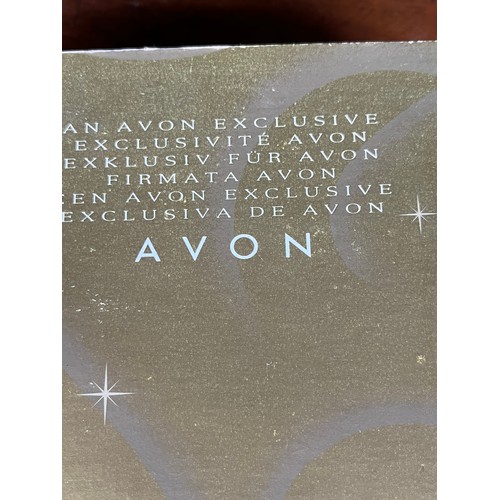 AN AVON EXCLUSIVE
EXCLUSIVITÉ AVON
EXKLUSIV FÜR AVON
FIRMATA AVON
EEN AVON EXCLUSIVE
EXCLUSIVA DE AVON
AVON